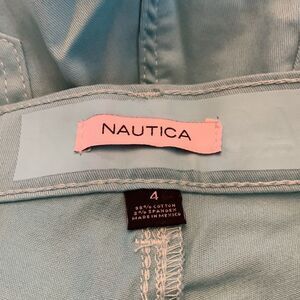 NAUTICA
4
98% COTTON
2% SPANDEX
MADE IN MEXICO